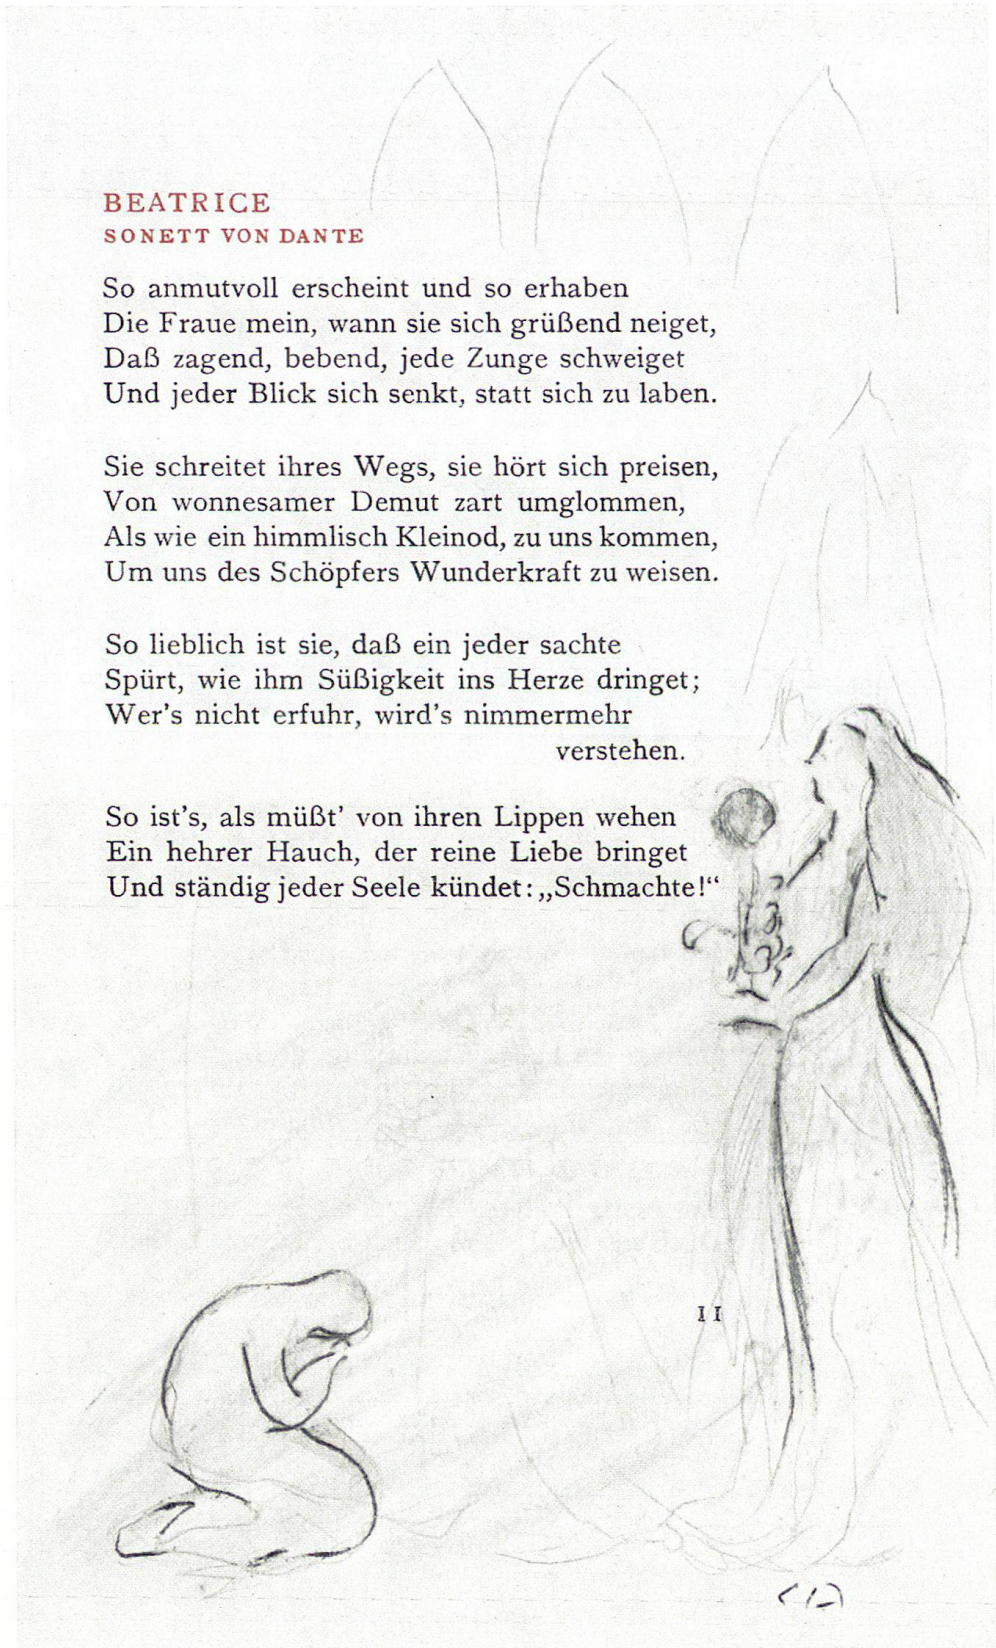 BEATRICE
SONETT VON DANTE
So anmutvoll erscheint und so erhaben
Die Fraue mein, wann sie sich grüßend neiget,
Daß zagend, bebend, jede Zunge schweiget
Und jeder Blick sich senkt, statt sich zu laben.
Sie schreitet ihres Wegs, sie hört sich preisen,
Von wonnesamer Demut zart umglommen,
Als wie ein himmlisch Kleinod, zu uns kommen,
Um uns des Schöpfers Wunderkraft zu weisen.
So lieblich ist sie, daß ein jeder sachte
Spürt, wie ihm Süßigkeit ins Herze dringet;
Wer's nicht erfuhr, wird's nimmermehr
verstehen.
So ist's, als müßt' von ihren Lippen wehen
Ein hehrer Hauch, der reine Liebe bringet
Und ständig jeder Seele kündet: „Schmachte!“
11